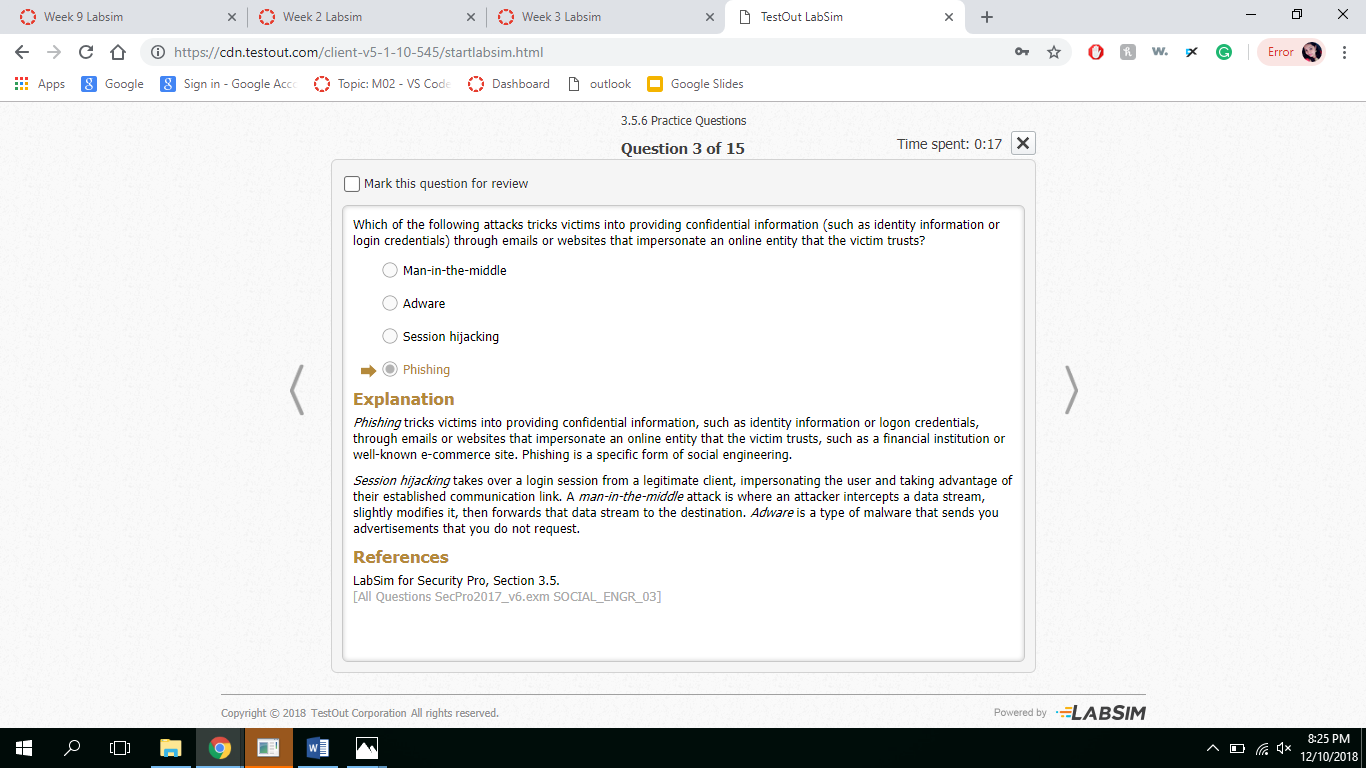 Week 9 Labsim
Week 2 Labsim
Week 3 Labsim
TestOut LabSim
https://cdn.testout.com/client-v5-1-10-545/startlabsim.html
Error
Apps
Google
Sign in - Google Acco
Topic: M02 - VS Code
Dashboard
outlook
Google Slides
3.5.6 Practice Questions
Question 3 of 15
Time spent: 0:17
Mark this question for review
Which of the following attacks tricks victims into providing confidential information (such as identity information or
login credentials) through emails or websites that impersonate an online entity that the victim trusts?
Man-in-the-middle
Adware
Session hijacking
Phishing
Explanation
Phishing tricks victims into providing confidential information, such as identity information or logon credentials,
through emails or websites that impersonate an online entity that the victim trusts, such as a financial institution or
well-known e-commerce site. Phishing is a specific form of social engineering.
Session hijacking takes over a login session from a legitimate client, impersonating the user and taking advantage of
their established communication link. A man-in-the-middle attack is where an attacker intercepts a data stream,
slightly modifies it, then forwards that data stream to the destination. Adware is a type of malware that sends you
advertisements that you do not request.
References
LabSim for Security Pro, Section 3.5.
[All Questions SecPro2017_v6.exm SOCIAL_ENGR_03]
Copyright © 2018 TestOut Corporation All rights reserved.
Powered by LABSIM
8:25 PM
12/10/2018